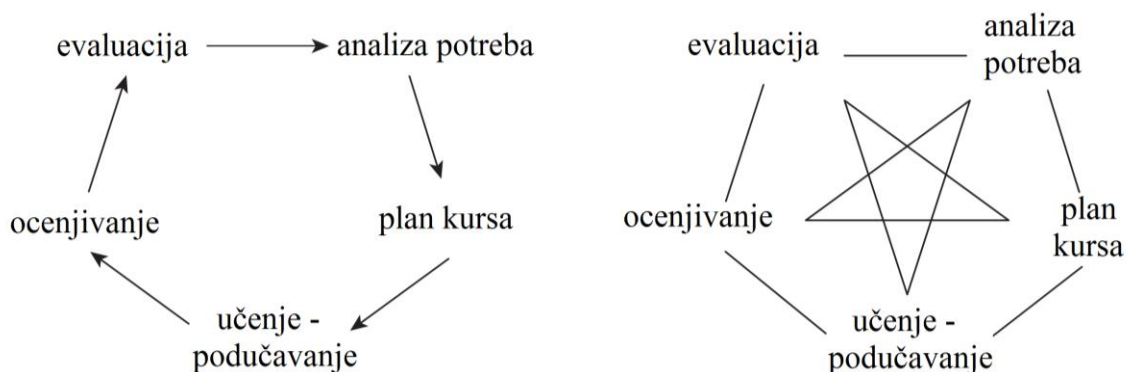 evaluacija
analiza potreba
plan kursa
učenje -
podučavanje
ocenjivanje
evaluacija
analiza
potreba
plan
kursa
učenje -
podučavanje
ocenjivanje